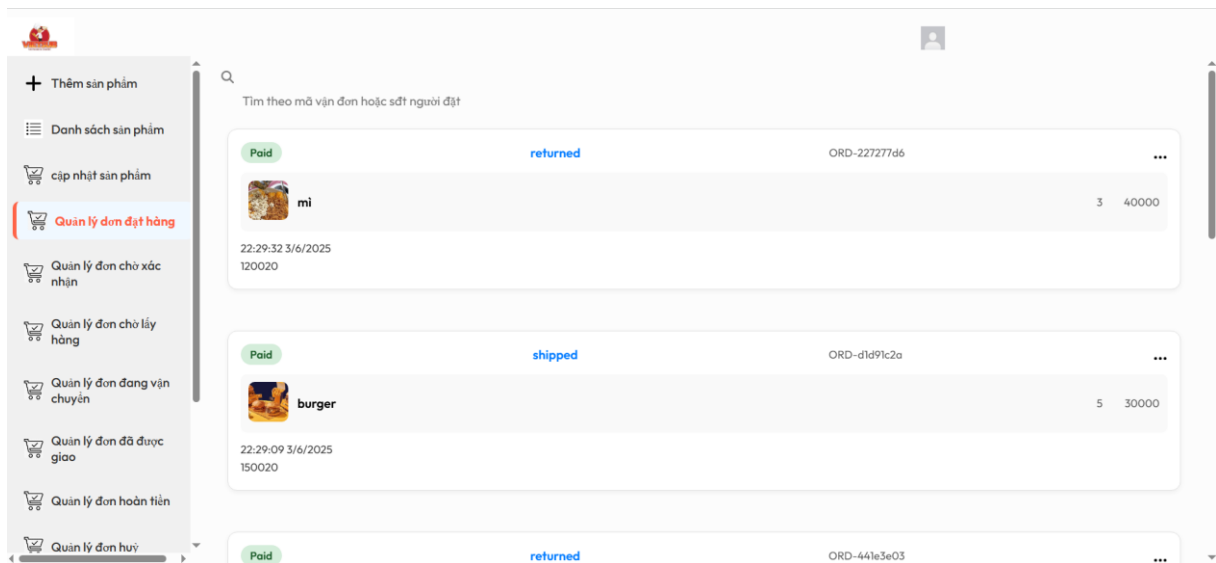 Thêm sản phẩm
Danh sách sản phẩm
cập nhật sản phẩm
Quản lý đơn đặt hàng
Quản lý đơn chờ xác
nhận
Quản lý đơn chờ lấy
hàng
Quản lý đơn đang vận
chuyển
Quản lý đơn đã được
giao
Quản lý đơn hoàn tiền
Quản lý đơn huỷ
Tìm theo mã vận đơn hoặc sđt người đặt
Paid returned ORD-227277d6 ...
mì 3 40000
22:29:32 3/6/2025
120020
Paid shipped ORD-d1d91c2a ...
burger 5 30000
22:29:09 3/6/2025
150020
Paid returned ORD-441e3e03 ...